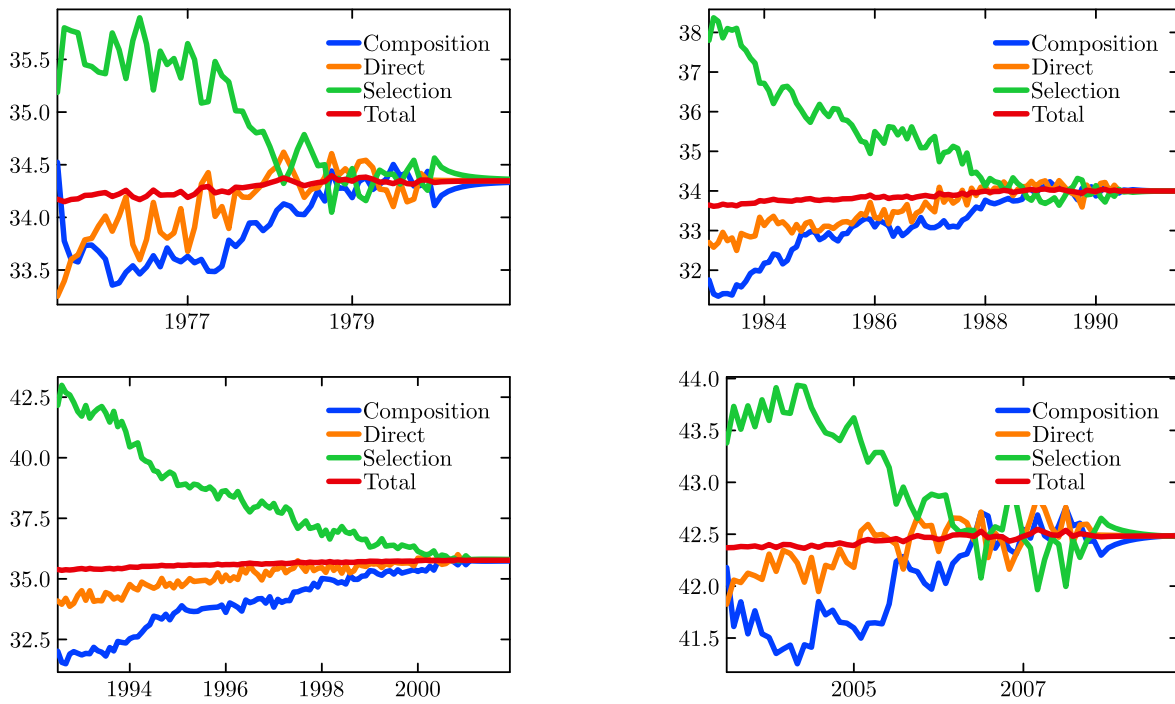 35.5
35.0
34.5
34.0
33.5
1977
1979
Composition
Direct
Selection
Total
38
37
36
35
34
33
32
1984
1986
1988
1990
Composition
Direct
Selection
Total
42.5
40.0
37.5
35.0
32.5
1994
1996
1998
2000
Composition
Direct
Selection
Total
44.0
43.5
43.0
42.5
42.0
41.5
2005
2007
Composition
Direct
Selection
Total